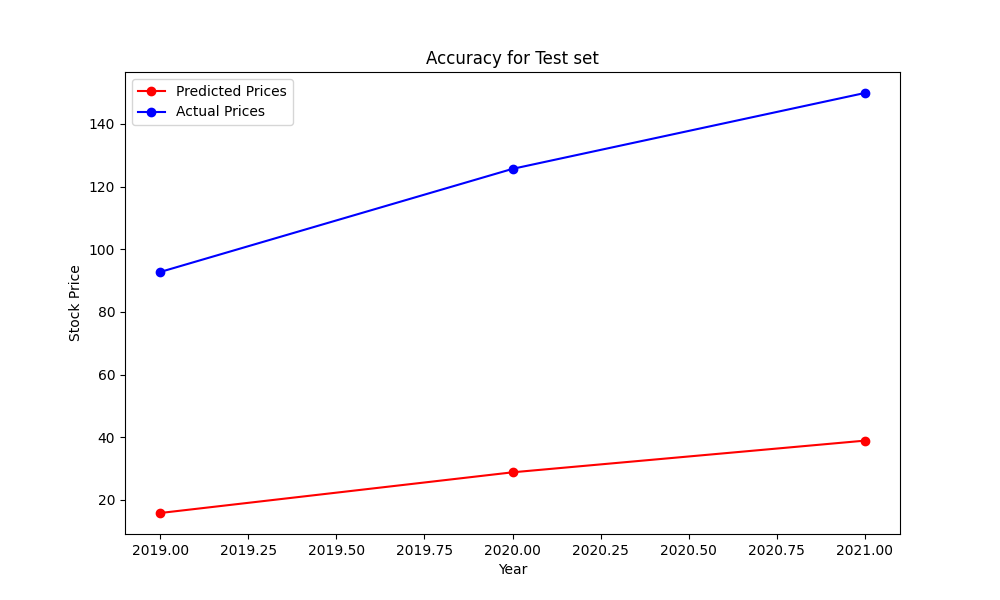 Accuracy for Test set
Predicted Prices
Actual Prices
Stock Price
140
120
100
80
60
40
20
2019.00 2019.25 2019.50 2019.75 2020.00 2020.25 2020.50 2020.75 2021.00
Year